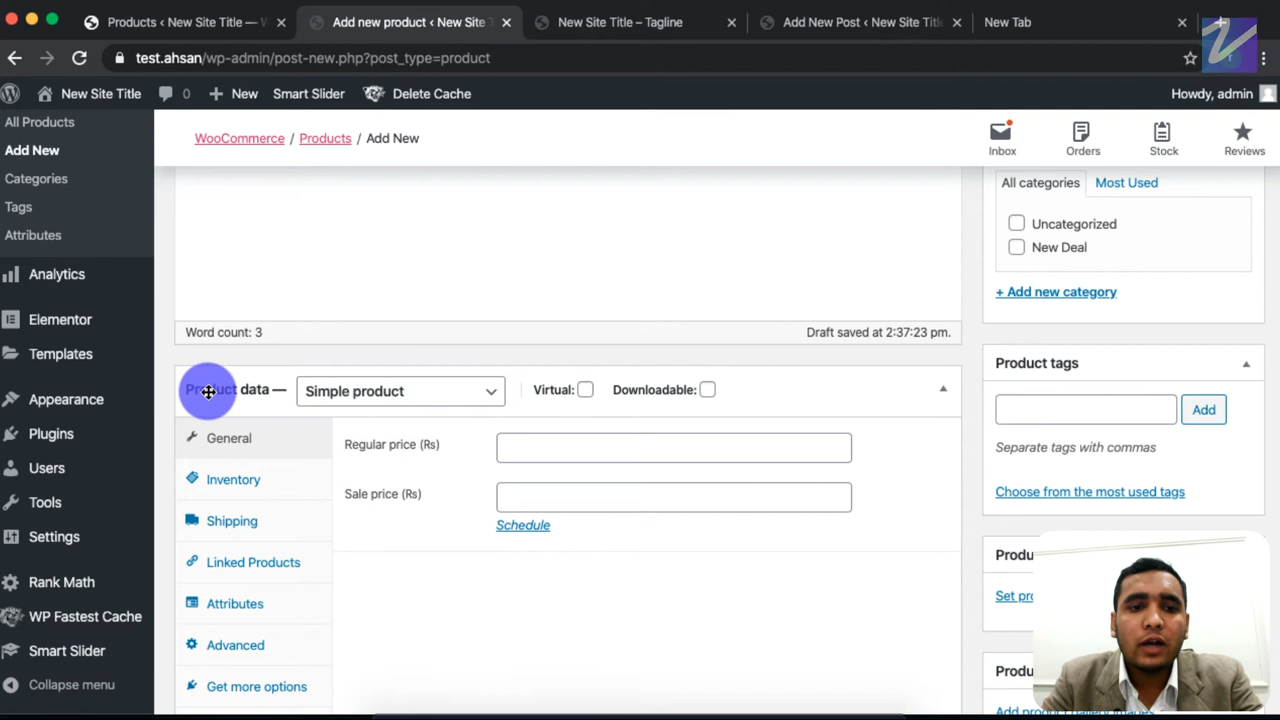 Products ‹ New Site Title — W
Add new product ‹ New Site T
New Site Title – Tagline
Add New Post ‹ New Site Title
New Tab
test.ahsan/wp-admin/post-new.php?post_type=product
New Site Title
0
New
Smart Slider
Delete Cache
Howdy, admin
All Products
Add New
Categories
Tags
Attributes
Analytics
Elementor
Templates
Appearance
Plugins
Users
Tools
Settings
Rank Math
WP Fastest Cache
Smart Slider
Collapse menu
WooCommerce / Products / Add New
Inbox
Orders
Stock
Reviews
Word count: 3
Draft saved at 2:37:23 pm.
Product data —
Simple product
Virtual:
Downloadable:
General
Inventory
Shipping
Linked Products
Attributes
Advanced
Get more options
Regular price (Rs)
Sale price (Rs)
Schedule
All categories
Most Used
Uncategorized
New Deal
+ Add new category
Product tags
Add
Separate tags with commas
Choose from the most used tags
Produ
Set pro
Produ